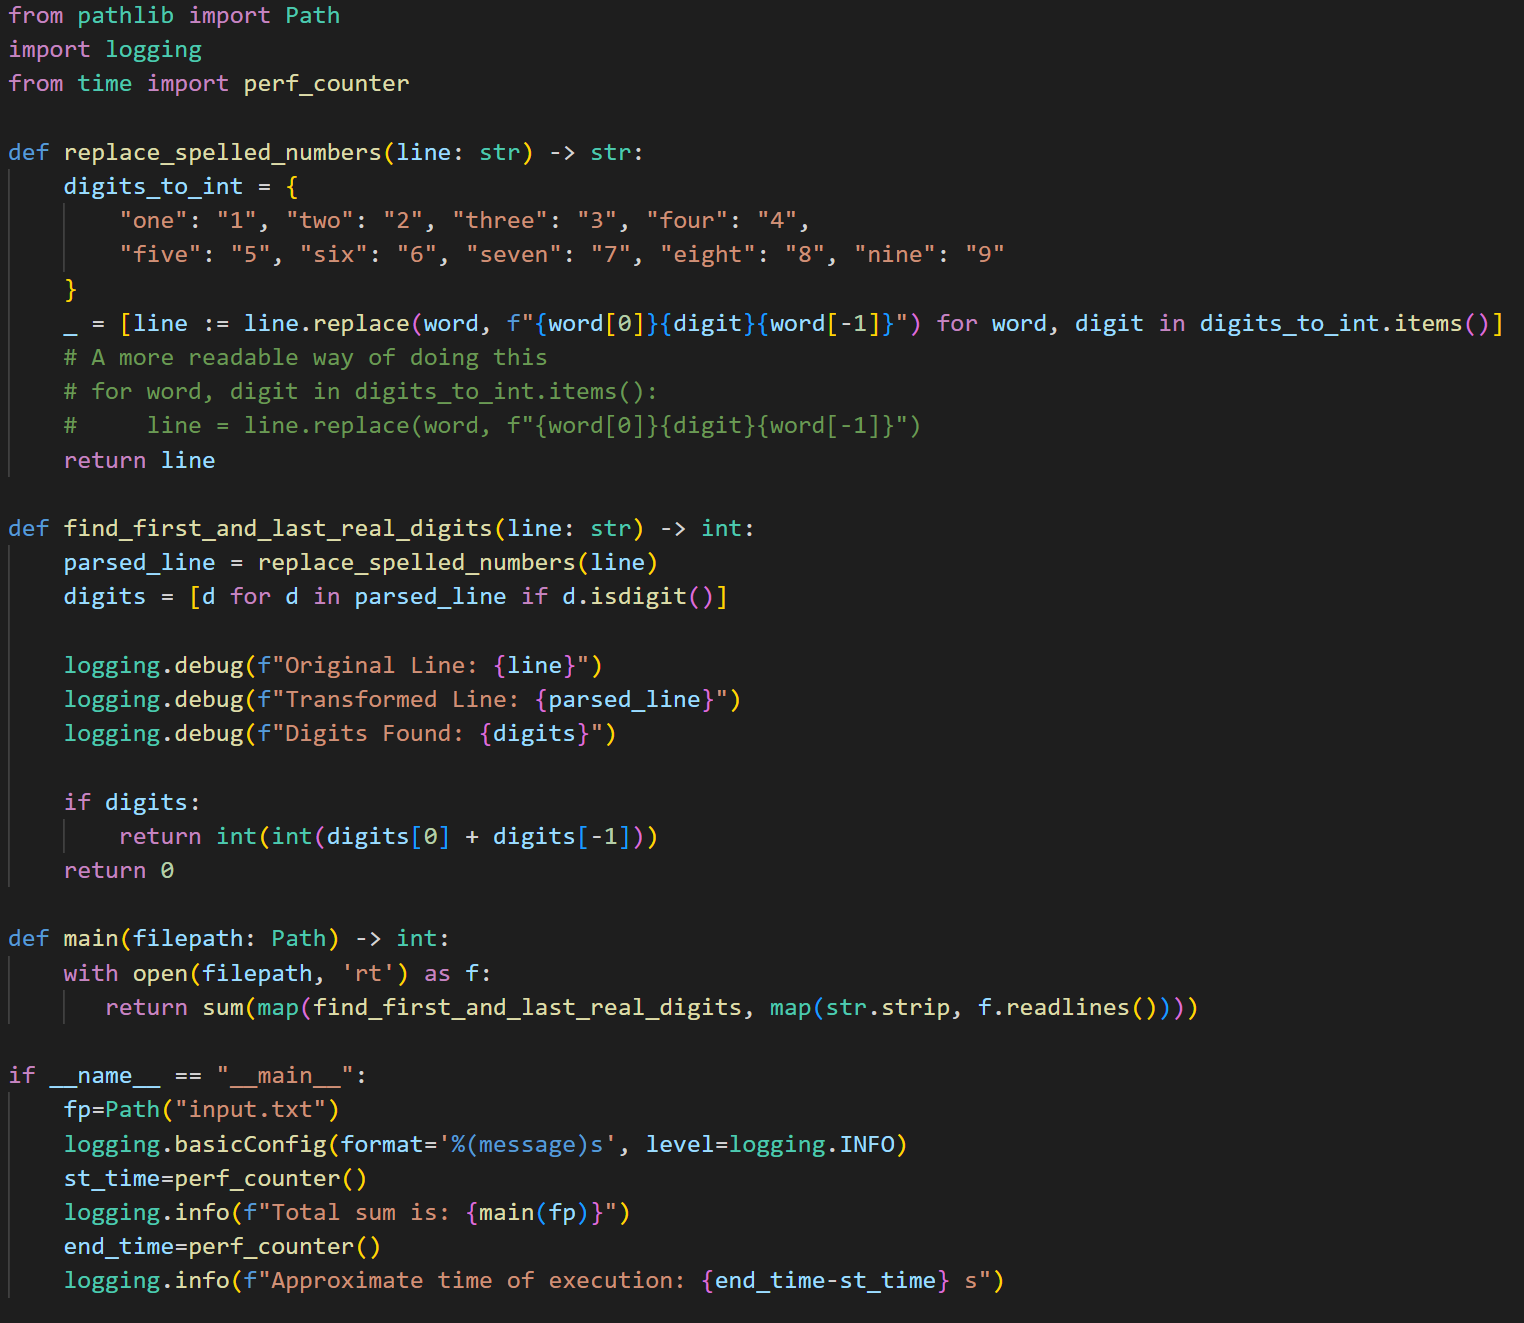 from pathlib import Path
import logging
from time import perf_counter

def replace_spelled_numbers(line: str) -> str:
    digits_to_int = {
        "one": "1", "two": "2", "three": "3", "four": "4",
        "five": "5", "six": "6", "seven": "7", "eight": "8", "nine": "9"
    }
    _ = [line := line.replace(word, f"{word[0]}{digit}{word[-1]}") for word, digit in digits_to_int.items()]
    # A more readable way of doing this
    # for word, digit in digits_to_int.items():
    #     line = line.replace(word, f"{word[0]}{digit}{word[-1]}")
    return line

def find_first_and_last_real_digits(line: str) -> int:
    parsed_line = replace_spelled_numbers(line)
    digits = [d for d in parsed_line if d.isdigit()]

    logging.debug(f"Original Line: {line}")
    logging.debug(f"Transformed Line: {parsed_line}")
    logging.debug(f"Digits Found: {digits}")

    if digits:
        return int(int(digits[0] + digits[-1]))
    return 0

def main(filepath: Path) -> int:
    with open(filepath, 'rt') as f:
       return sum(map(find_first_and_last_real_digits, map(str.strip, f.readlines())))

if __name__ == "__main__":
    fp=Path("input.txt")
    logging.basicConfig(format='%(message)s', level=logging.INFO)
    st_time=perf_counter()
    logging.info(f"Total sum is: {main(fp)}")
    end_time=perf_counter()
    logging.info(f"Approximate time of execution: {end_time-st_time} s")